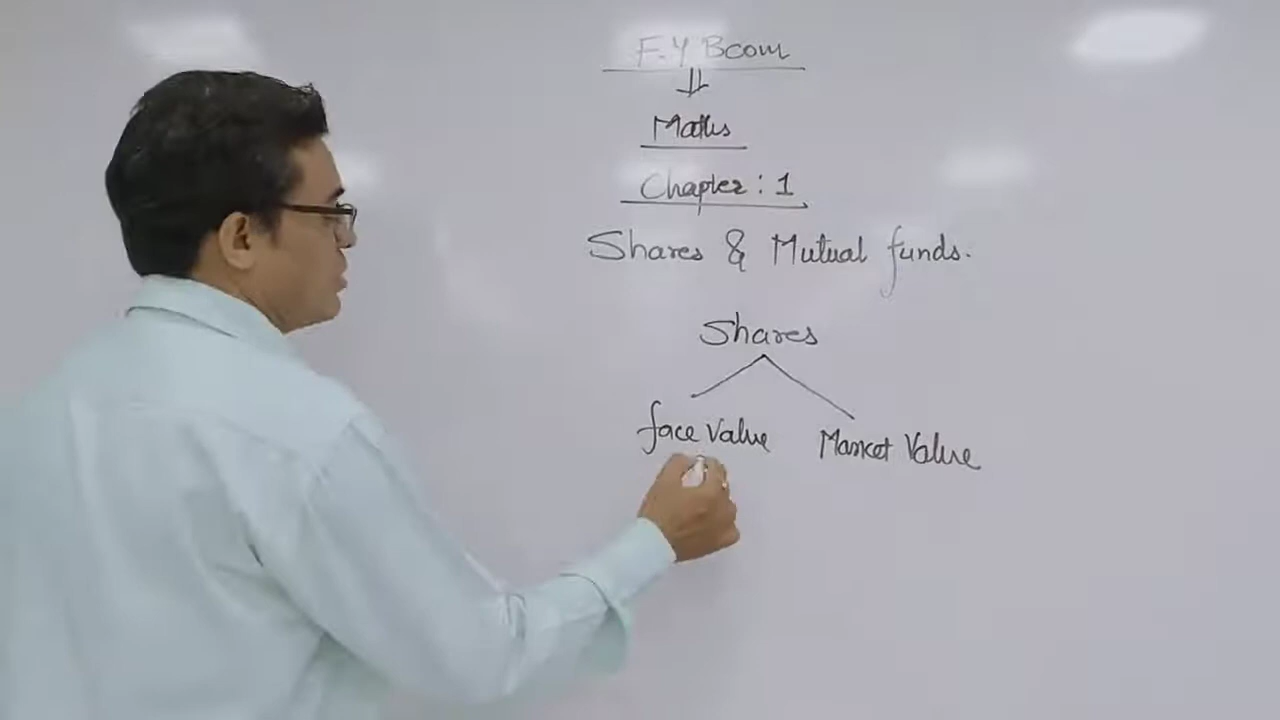 F.Y Bcom
Maths
Chapter : 1
Shares & Mutual funds.
Shares
face Value Market Value